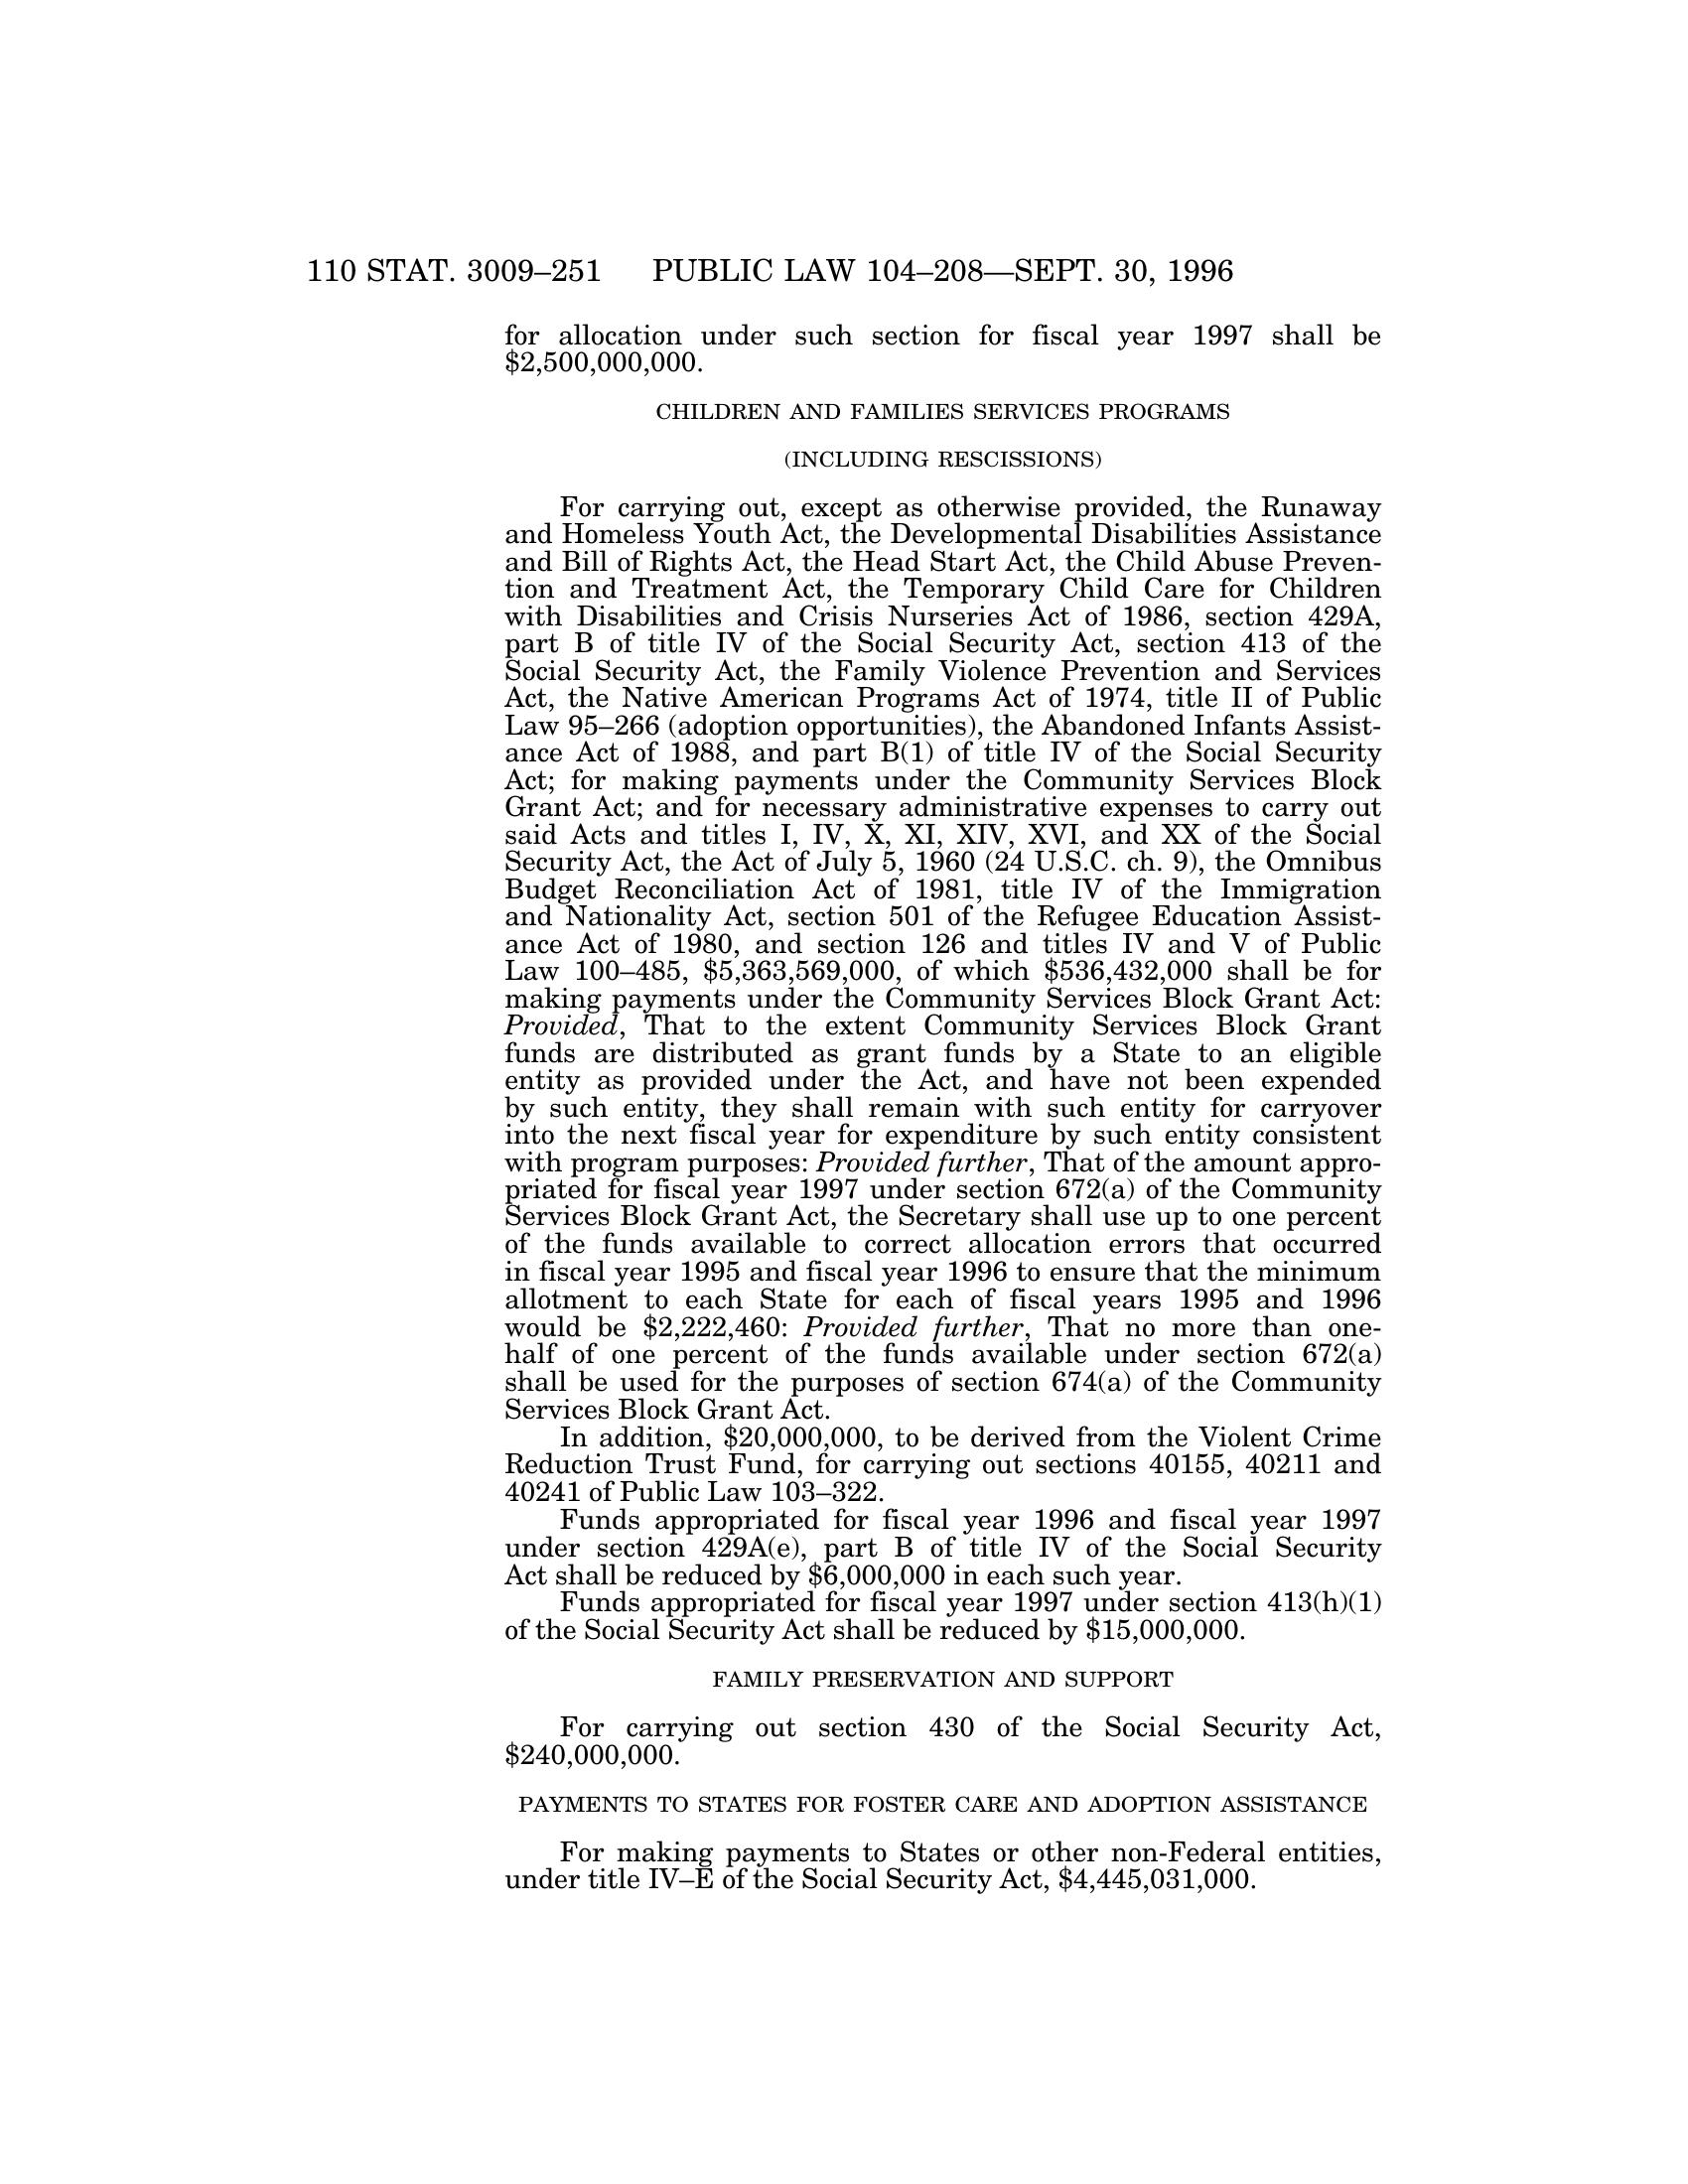 110 STAT. 3009–251 PUBLIC LAW 104–208—SEPT. 30, 1996
for allocation under such section for fiscal year 1997 shall be
$2,500,000,000.
CHILDREN AND FAMILIES SERVICES PROGRAMS
(INCLUDING RESCISSIONS)
For carrying out, except as otherwise provided, the Runaway
and Homeless Youth Act, the Developmental Disabilities Assistance
and Bill of Rights Act, the Head Start Act, the Child Abuse Preven-
tion and Treatment Act, the Temporary Child Care for Children
with Disabilities and Crisis Nurseries Act of 1986, section 429A,
part B of title IV of the Social Security Act, section 413 of the
Social Security Act, the Family Violence Prevention and Services
Act, the Native American Programs Act of 1974, title II of Public
Law 95–266 (adoption opportunities), the Abandoned Infants Assist-
ance Act of 1988, and part B(1) of title IV of the Social Security
Act; for making payments under the Community Services Block
Grant Act; and for necessary administrative expenses to carry out
said Acts and titles I, IV, X, XI, XIV, XVI, and XX of the Social
Security Act, the Act of July 5, 1960 (24 U.S.C. ch. 9), the Omnibus
Budget Reconciliation Act of 1981, title IV of the Immigration
and Nationality Act, section 501 of the Refugee Education Assist-
ance Act of 1980, and section 126 and titles IV and V of Public
Law 100–485, $5,363,569,000, of which $536,432,000 shall be for
making payments under the Community Services Block Grant Act:
Provided, That to the extent Community Services Block Grant
funds are distributed as grant funds by a State to an eligible
entity as provided under the Act, and have not been expended
by such entity, they shall remain with such entity for carryover
into the next fiscal year for expenditure by such entity consistent
with program purposes: Provided further, That of the amount appro-
priated for fiscal year 1997 under section 672(a) of the Community
Services Block Grant Act, the Secretary shall use up to one percent
of the funds available to correct allocation errors that occurred
in fiscal year 1995 and fiscal year 1996 to ensure that the minimum
allotment to each State for each of fiscal years 1995 and 1996
would be $2,222,460: Provided further, That no more than one-
half of one percent of the funds available under section 672(a)
shall be used for the purposes of section 674(a) of the Community
Services Block Grant Act.
In addition, $20,000,000, to be derived from the Violent Crime
Reduction Trust Fund, for carrying out sections 40155, 40211 and
40241 of Public Law 103–322.
Funds appropriated for fiscal year 1996 and fiscal year 1997
under section 429A(e), part B of title IV of the Social Security
Act shall be reduced by $6,000,000 in each such year.
Funds appropriated for fiscal year 1997 under section 413(h)(1)
of the Social Security Act shall be reduced by $15,000,000.
FAMILY PRESERVATION AND SUPPORT
For carrying out section 430 of the Social Security Act,
$240,000,000.
PAYMENTS TO STATES FOR FOSTER CARE AND ADOPTION ASSISTANCE
For making payments to States or other non-Federal entities,
under title IV–E of the Social Security Act, $4,445,031,000.